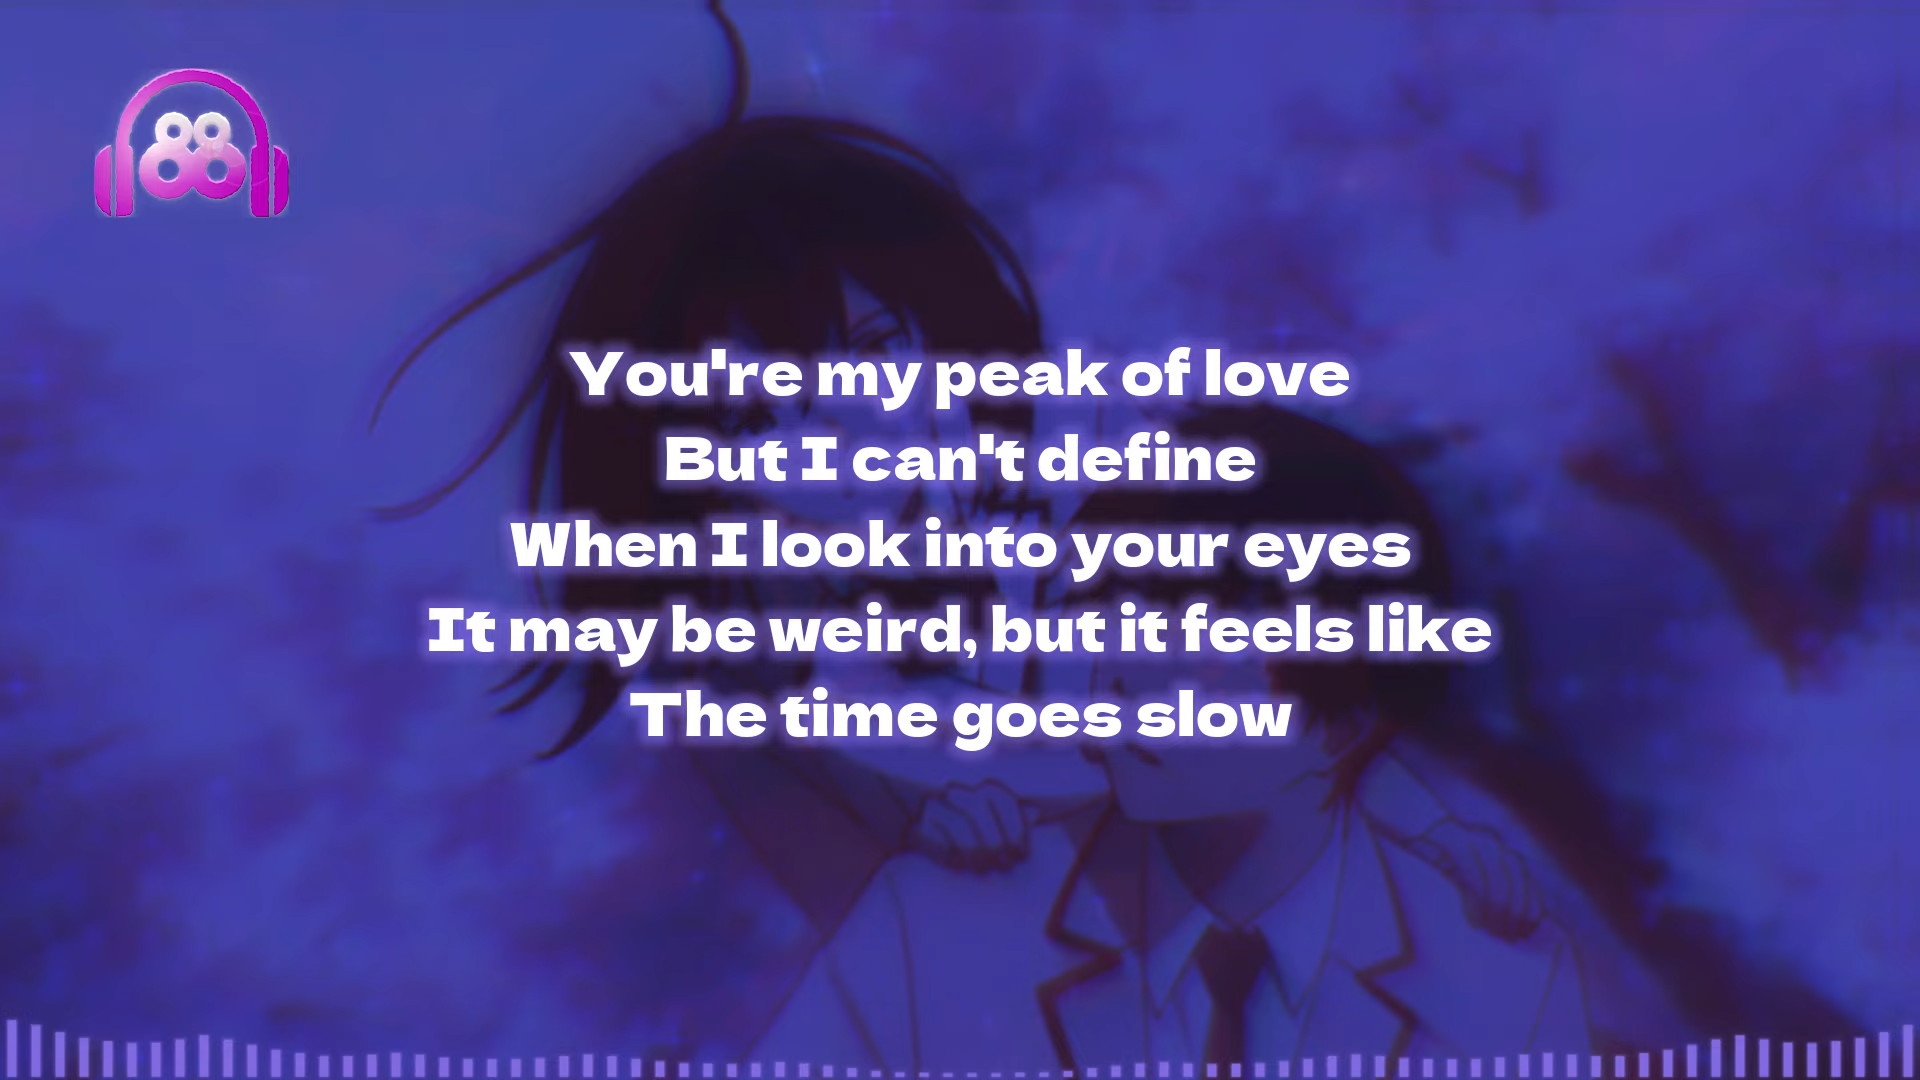 88
You're my peak of love
But I can't define
When I look into your eyes
It may be weird, but it feels like
The time goes slow